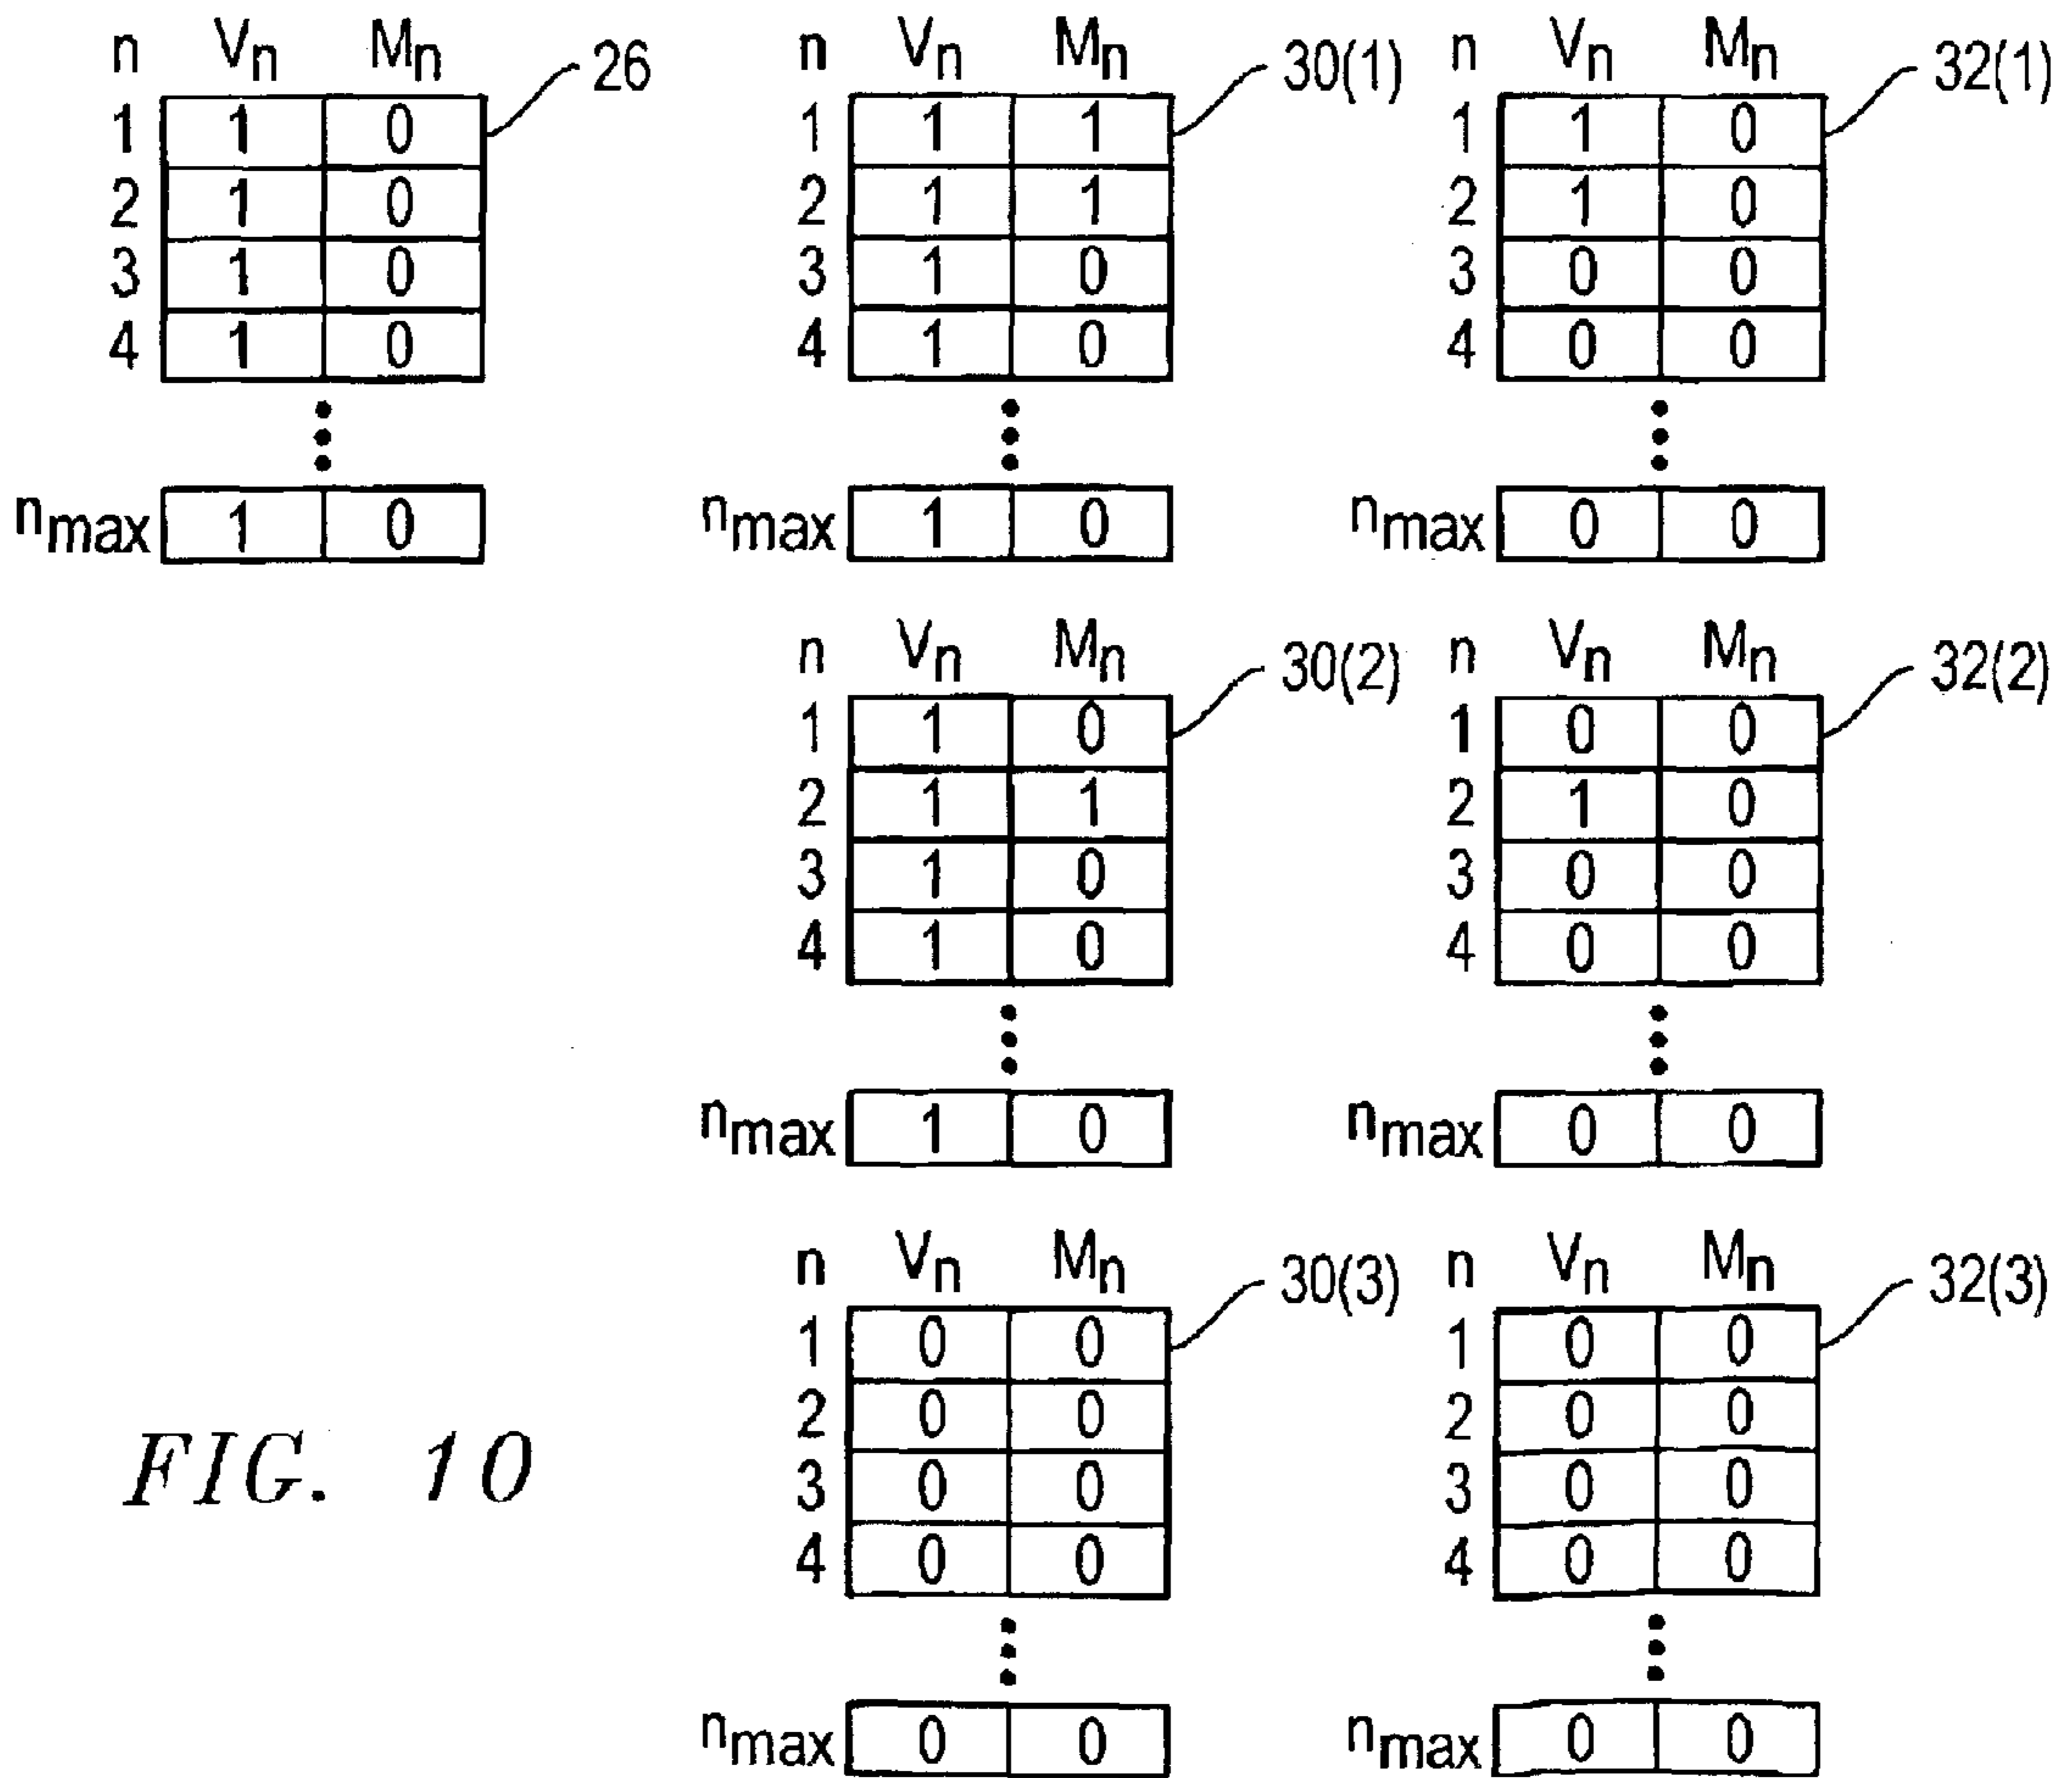 n Vn Mn 26
1 1 0
2 1 0
3 1 0
4 1 0
nmax 1 0
n Vn Mn 30(1)
1 1 1
2 1 1
3 1 0
4 1 0
nmax 1 0
n Vn Mn 32(1)
1 1 0
2 1 0
3 0 0
4 0 0
nmax 0 0
n Vn Mn 30(2)
1 1 0
2 1 1
3 1 0
4 1 0
nmax 1 0
n Vn Mn 32(2)
1 0 0
2 1 0
3 0 0
4 0 0
nmax 0 0
n Vn Mn 30(3)
1 0 0
2 0 0
3 0 0
4 0 0
nmax 0 0
n Vn Mn 32(3)
1 0 0
2 0 0
3 0 0
4 0 0
nmax 0 0
FIG. 10